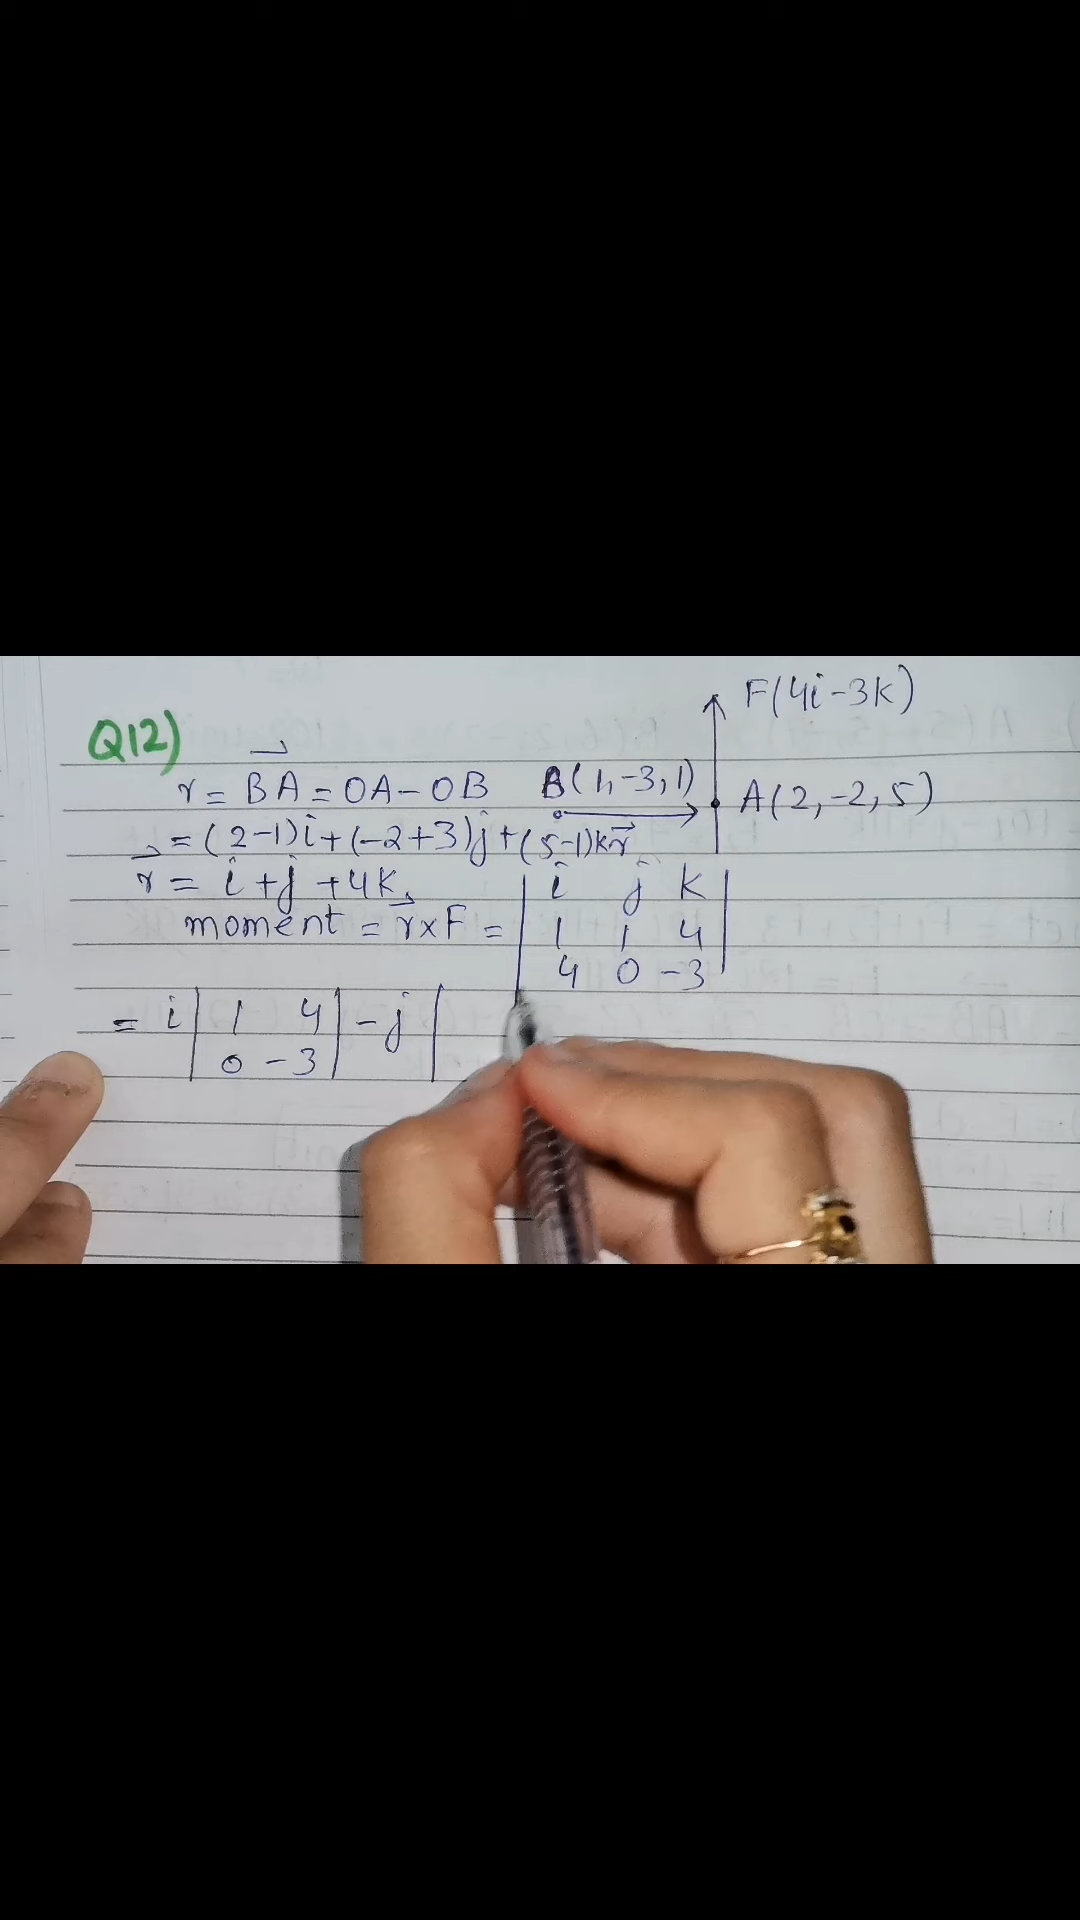 F(4i-3k)
Q12)
r = BA = OA - OB B(1,-3,1) A(2,-2,5)
= (2-1)i+(-2+3)j+(5-1)k r
r = i+j+4k
moment = r×F = | i j k |
| 1 1 4 |
| 4 0 -3 |
= i | 1 4 | - j |
| 0 -3 |